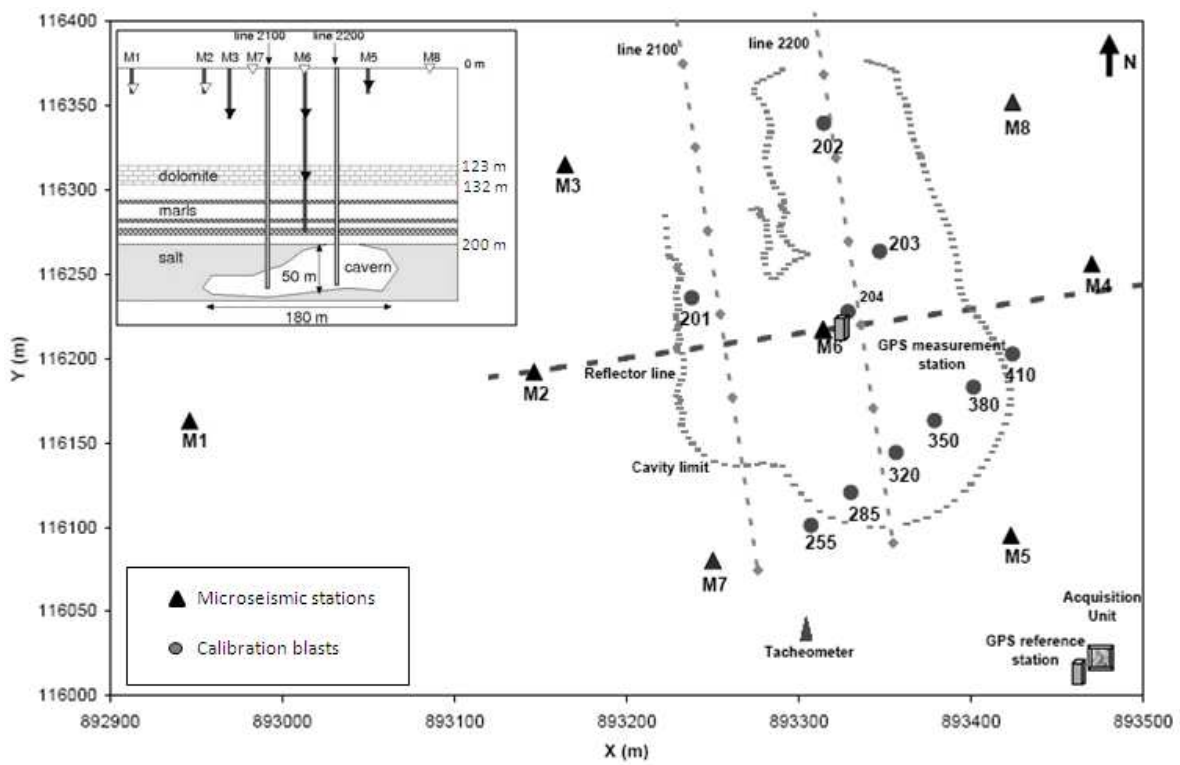 116400
116350
116300
116250
116200
116150
116100
116050
116000
Y (m)
892900
893000
893100
893200
893300
893400
893500
X (m)
line 2100
line 2200
M1
M2
M3
M7
M6
M5
M8
0 m
dolomite
123 m
132 m
marls
200 m
salt
50 m
cavern
180 m
line 2100
line 2200
N
M8
202
M3
203
M4
201
204
M6
GPS measurement
station
410
Reflector line
M2
380
M1
350
Cavity limit
320
285
255
M5
M7
Microseismic stations
Calibration blasts
Tacheometer
Acquisition
Unit
GPS reference
station